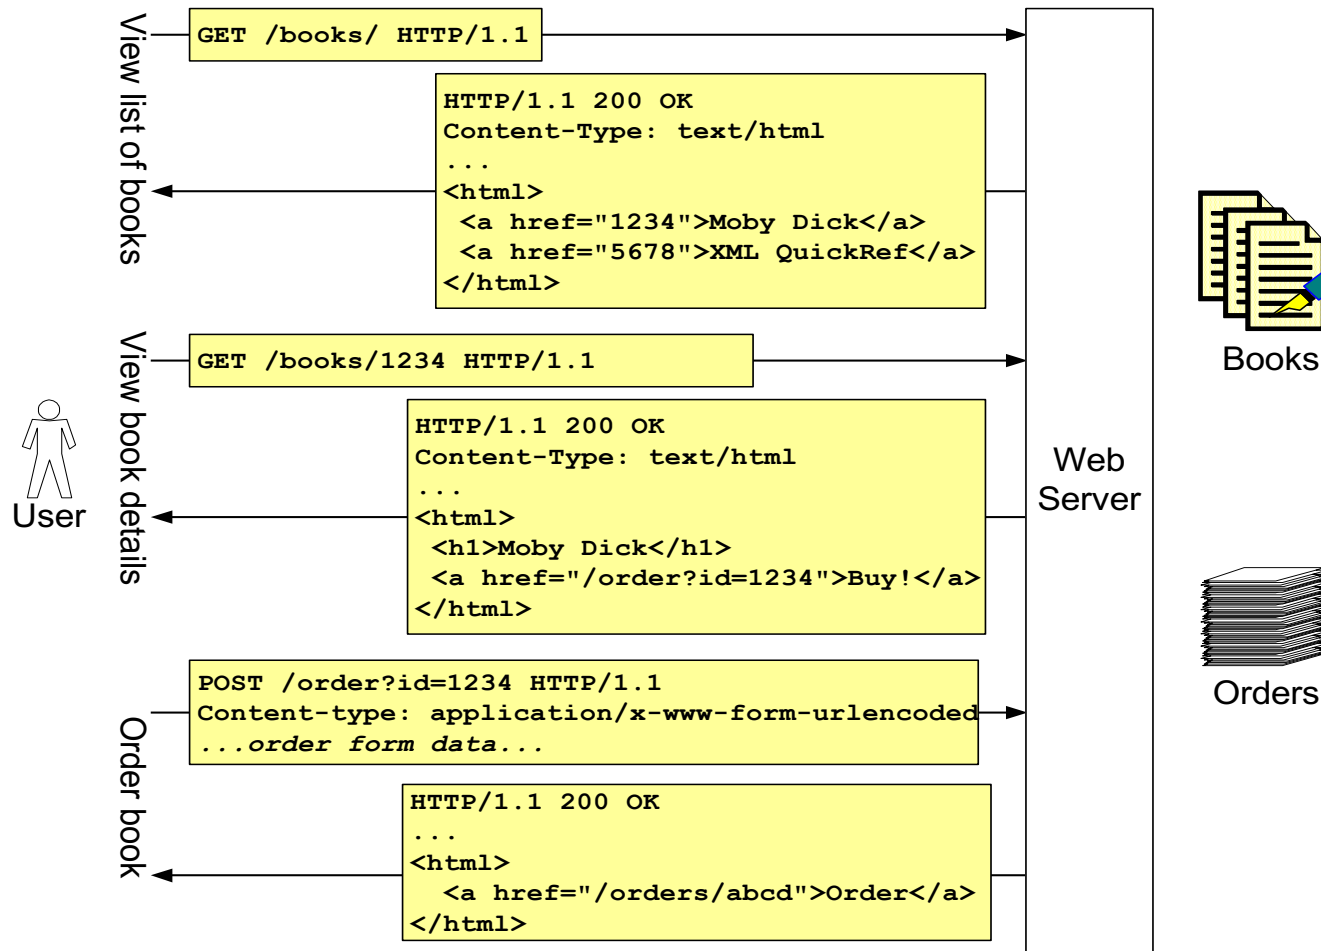 View list of books
GET /books/ HTTP/1.1
HTTP/1.1 200 OK
Content-Type: text/html
...
<html>
<a href="1234">Moby Dick</a>
<a href="5678">XML QuickRef</a>
</html>
Books
View book details
GET /books/1234 HTTP/1.1
HTTP/1.1 200 OK
Content-Type: text/html
...
<html>
<h1>Moby Dick</h1>
<a href="/order?id=1234">Buy!</a>
</html>
User
Web
Server
Order book
POST /order?id=1234 HTTP/1.1
Content-type: application/x-www-form-urlencoded
...order form data...
Orders
HTTP/1.1 200 OK
...
<html>
<a href="/orders/abcd">Order</a>
</html>